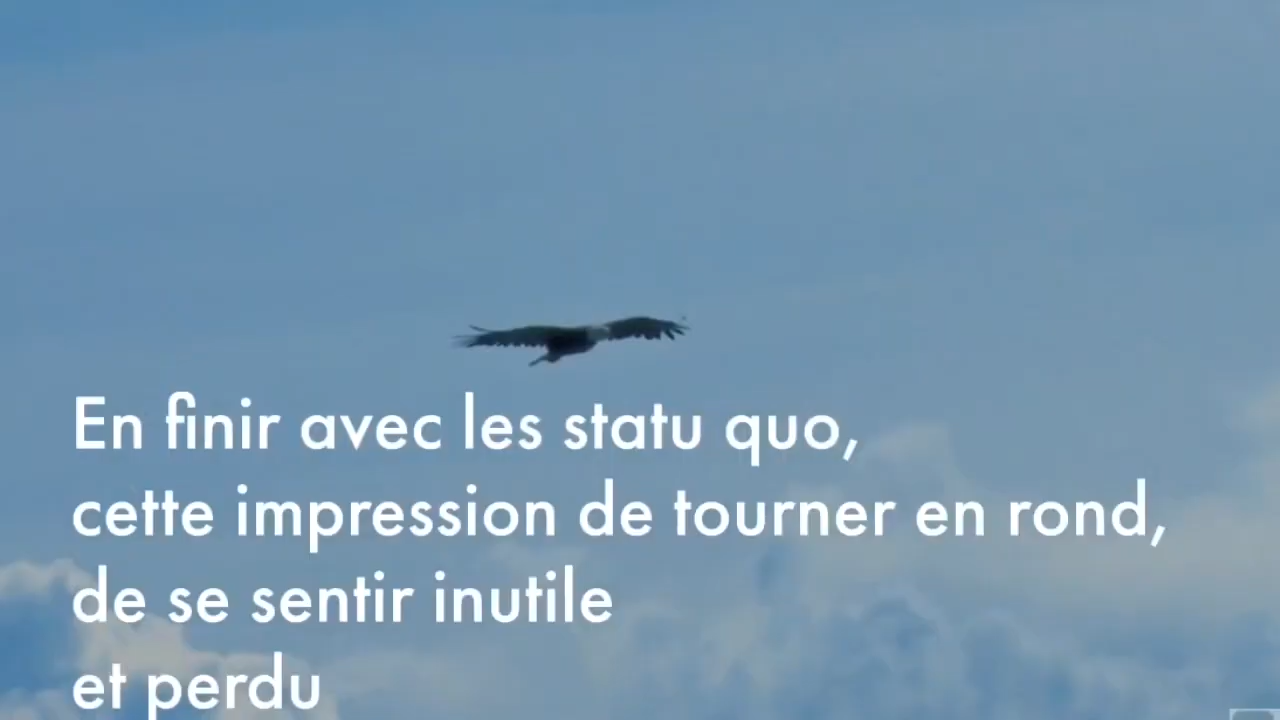 En finir avec les statu quo,
cette impression de tourner en rond,
de se sentir inutile
et perdu